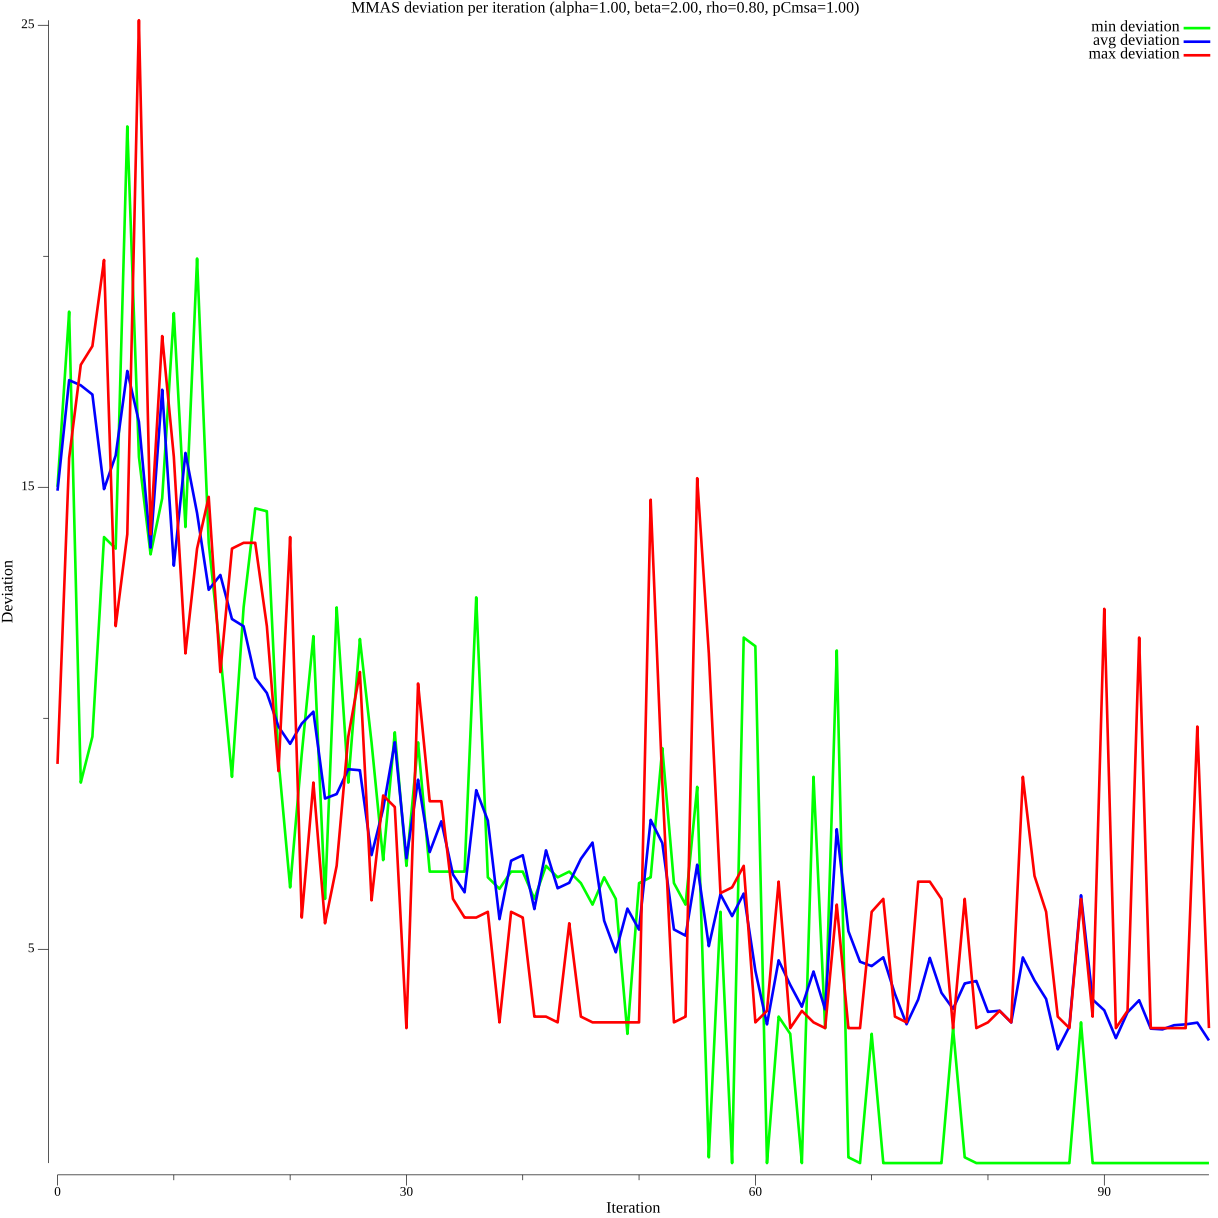 MMAS deviation per iteration (alpha=1.00, beta=2.00, rho=0.80, pCmsa=1.00)
min deviation
avg deviation
max deviation
25
15
5
Deviation
0
30
60
90
Iteration